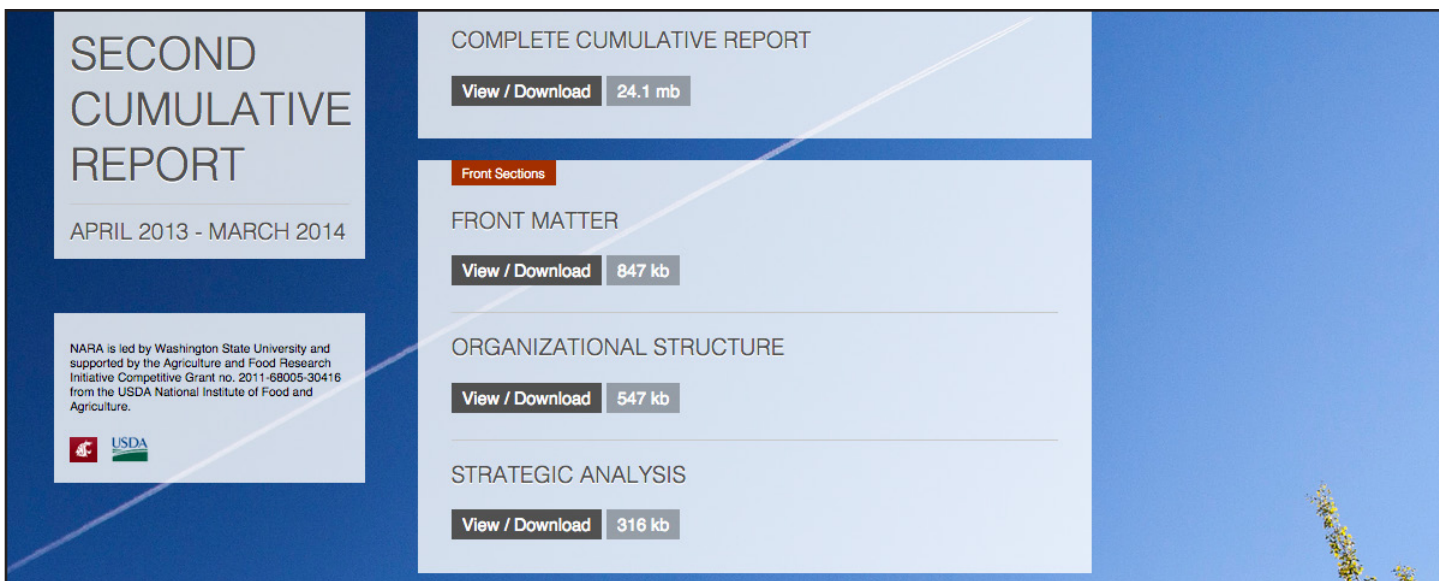 SECOND
CUMULATIVE
REPORT
APRIL 2013 - MARCH 2014
NARA is led by Washington State University and
supported by the Agriculture and Food Research
Initiative Competitive Grant no. 2011-68005-30416
from the USDA National Institute of Food and
Agriculture.
USDA
COMPLETE CUMULATIVE REPORT
View / Download 24.1 mb
Front Sections
FRONT MATTER
View / Download 847 kb
ORGANIZATIONAL STRUCTURE
View / Download 547 kb
STRATEGIC ANALYSIS
View / Download 316 kb